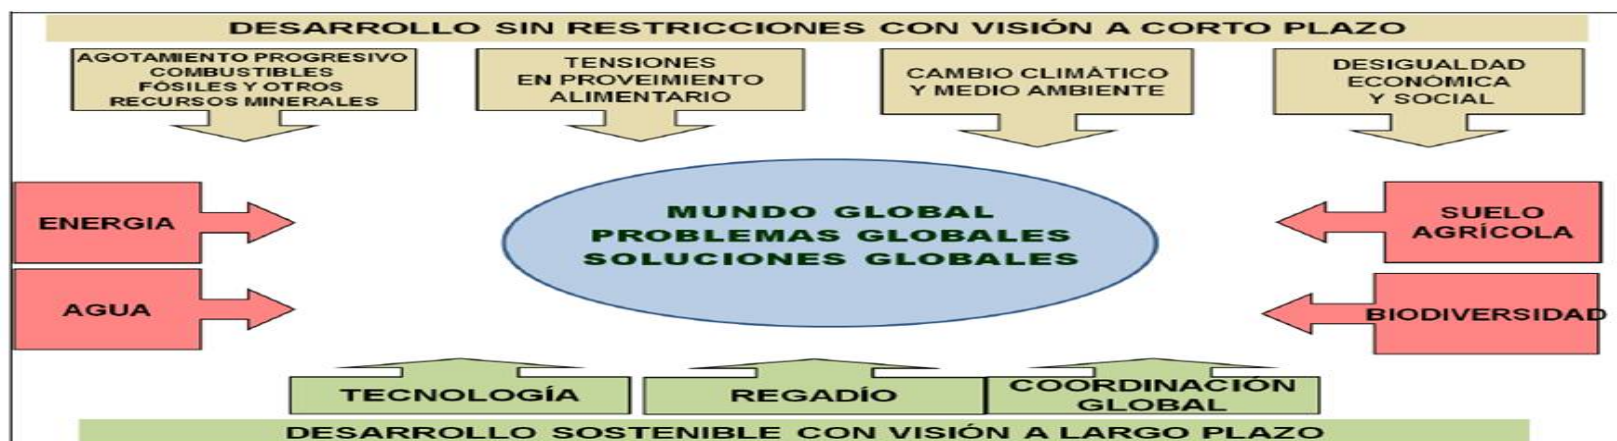 DESARROLLO SIN RESTRICCIONES CON VISIÓN A CORTO PLAZO
AGOTAMIENTO PROGRESIVO
COMBUSTIBLES
FÓSILES Y OTROS
RECURSOS MINERALES
TENSIONES
EN PROVEIMIENTO
ALIMENTARIO
CAMBIO CLIMÁTICO
Y MEDIO AMBIENTE
DESIGUALDAD
ECONÓMICA
Y SOCIAL
ENERGIA
AGUA
MUNDO GLOBAL
PROBLEMAS GLOBALES
SOLUCIONES GLOBALES
SUELO
AGRÍCOLA
BIODIVERSIDAD
TECNOLOGÍA
REGADÍO
COORDINACIÓN
GLOBAL
DESARROLLO SOSTENIBLE CON VISIÓN A LARGO PLAZO